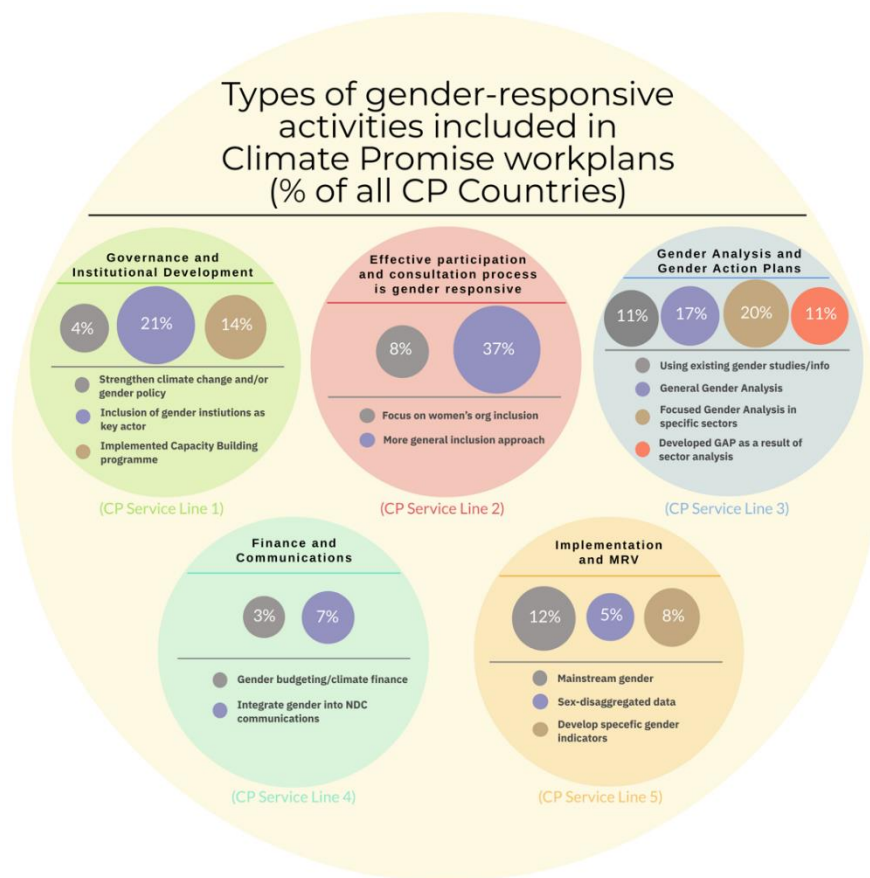 Types of gender-responsive
activities included in
Climate Promise workplans
(% of all CP Countries)
Governance and
Institutional Development
4%
21%
14%
Strengthen climate change and/or
gender policy
Inclusion of gender instiutions as
key actor
Implemented Capacity Building
programme
(CP Service Line 1)
Effective participation
and consultation process
is gender responsive
8%
37%
Focus on women's org inclusion
More general inclusion approach
(CP Service Line 2)
Gender Analysis and
Gender Action Plans
11%
17%
20%
11%
Using existing gender studies/info
General Gender Analysis
Focused Gender Analysis in
specific sectors
Developed GAP as a result of
sector analysis
(CP Service Line 3)
Finance and
Communications
3%
7%
Gender budgeting/climate finance
Integrate gender into NDC
communications
(CP Service Line 4)
Implementation
and MRV
12%
5%
8%
Mainstream gender
Sex-disaggregated data
Develop specefic gender
indicators
(CP Service Line 5)